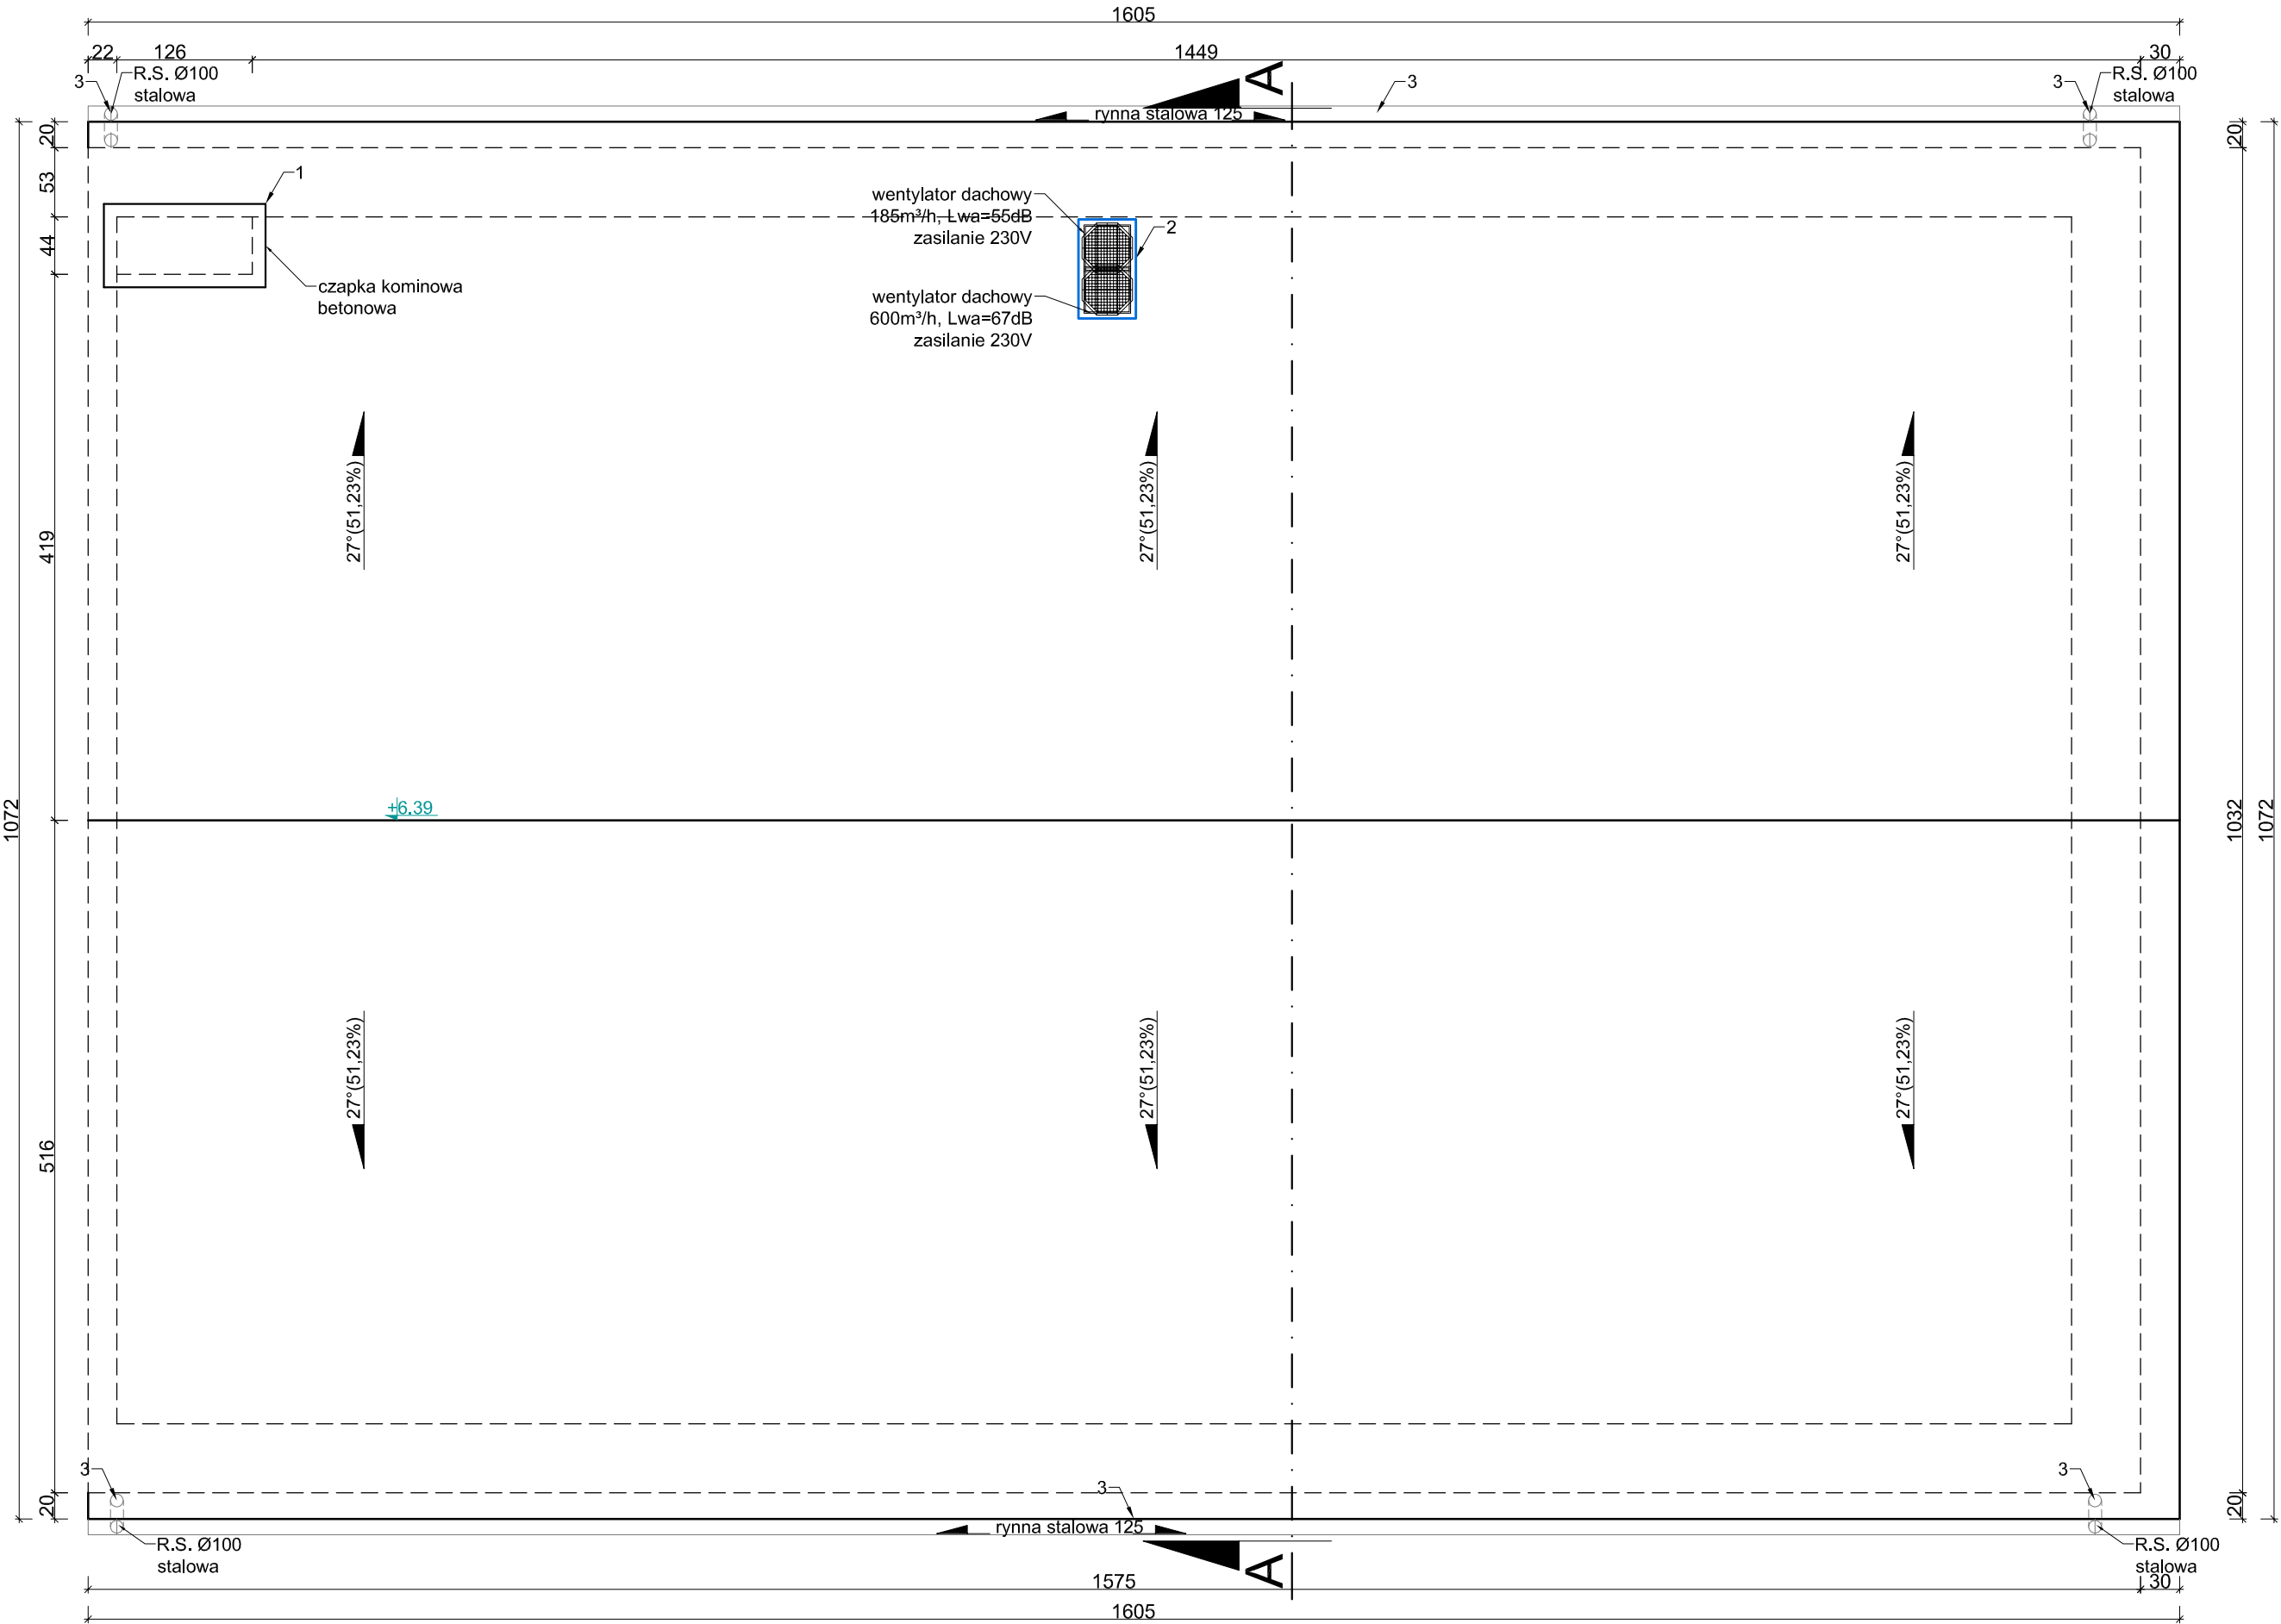 1605
22
126
1449
30
3
R.S. Ø100
stalowa
A
3
3
R.S. Ø100
stalowa
rynna stalowa 125
20
20
53
1
wentylator dachowy
185m³/h, Lwa=55dB
zasilanie 230V
2
44
czapka kominowa
betonowa
wentylator dachowy
600m³/h, Lwa=67dB
zasilanie 230V
27°(51,23%)
27°(51,23%)
27°(51,23%)
419
+6.39
1072
1032
1072
27°(51,23%)
27°(51,23%)
27°(51,23%)
516
3
3
3
20
20
rynna stalowa 125
R.S. Ø100
stalowa
A
R.S. Ø100
stalowa
1575
30
1605